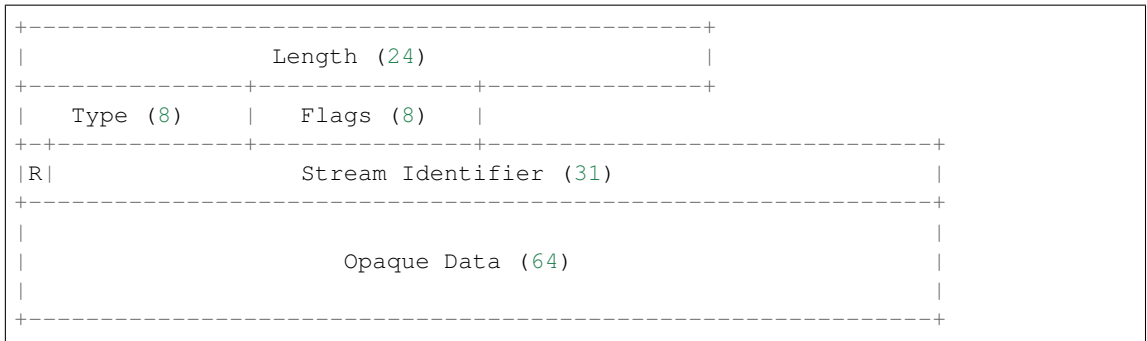 +-----------------------------------------------+
|                 Length (24)                   |
+---------------+---------------+---------------+
|   Type (8)    |   Flags (8)   |
+-+-------------+---------------+-------------------------------+
|R|                 Stream Identifier (31)                      |
+---------------------------------------------------------------+
|                                                               |
|                      Opaque Data (64)                         |
|                                                               |
+---------------------------------------------------------------+